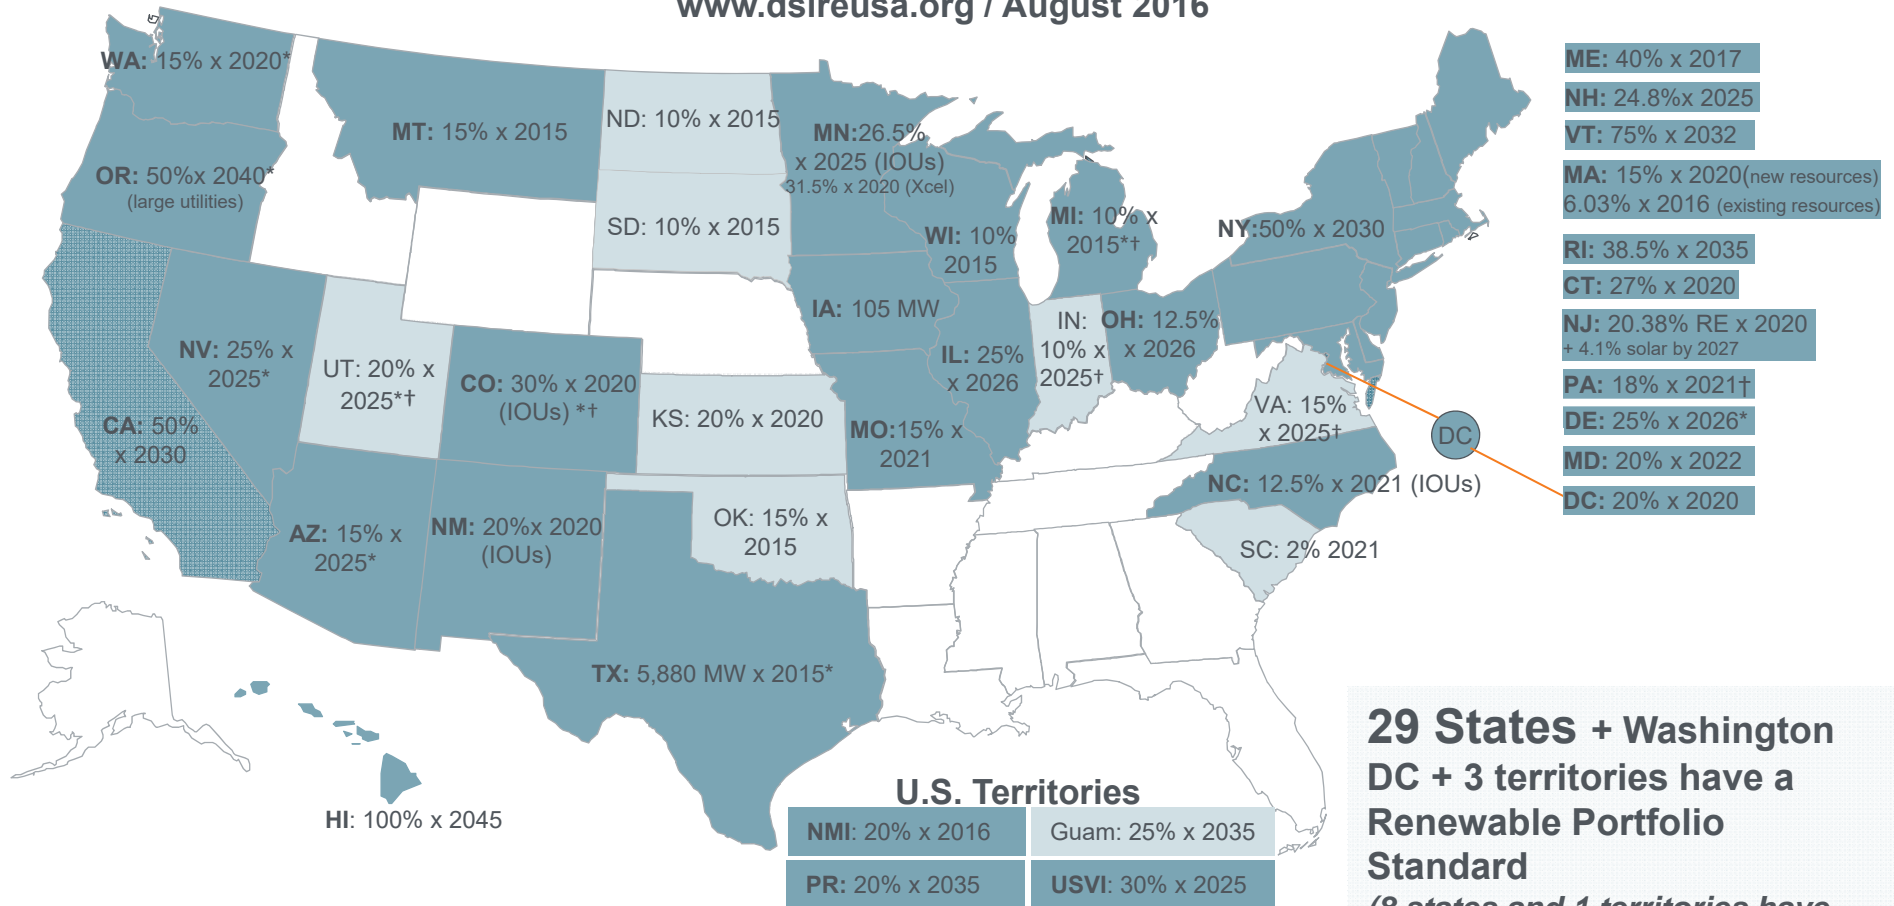 www.dsireusa.org / August 2016
WA: 15% x 2020*
OR: 50%x 2040*
(large utilities)
CA: 50%
x 2030
NV: 25% x
2025*
MT: 15% x 2015
UT: 20% x
2025*†
AZ: 15% x
2025*
CO: 30% x 2020
(IOUs) *†
NM: 20%x 2020
(IOUs)
ND: 10% x 2015
SD: 10% x 2015
KS: 20% x 2020
OK: 15% x
2015
TX: 5,880 MW x 2015*
MN:26.5%
x 2025 (IOUs)
31.5% x 2020 (Xcel)
IA: 105 MW
MO:15% x
2021
WI: 10%
2015
IL: 25%
x 2026
MI: 10% x
2015*†
IN:
10% x
2025†
OH: 12.5%
x 2026
NY:50% x 2030
VA: 15%
x 2025†
NC: 12.5% x 2021 (IOUs)
SC: 2% 2021
DC
ME: 40% x 2017
NH: 24.8%x 2025
VT: 75% x 2032
MA: 15% x 2020(new resources)
6.03% x 2016 (existing resources)
RI: 38.5% x 2035
CT: 27% x 2020
NJ: 20.38% RE x 2020
+ 4.1% solar by 2027
PA: 18% x 2021†
DE: 25% x 2026*
MD: 20% x 2022
DC: 20% x 2020
HI: 100% x 2045
U.S. Territories
NMI: 20% x 2016
Guam: 25% x 2035
PR: 20% x 2035
USVI: 30% x 2025
29 States + Washington
DC + 3 territories have a
Renewable Portfolio
Standard
(8 states and 1 territories have